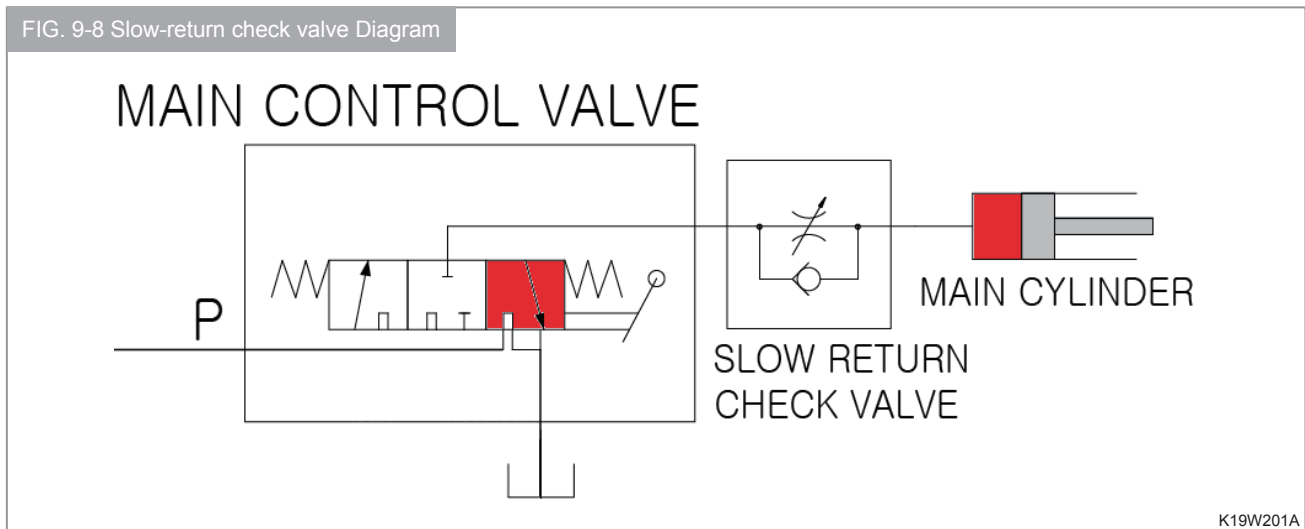 FIG. 9-8 Slow-return check valve Diagram
MAIN CONTROL VALVE
P
MAIN CYLINDER
SLOW RETURN
CHECK VALVE
K19W201A